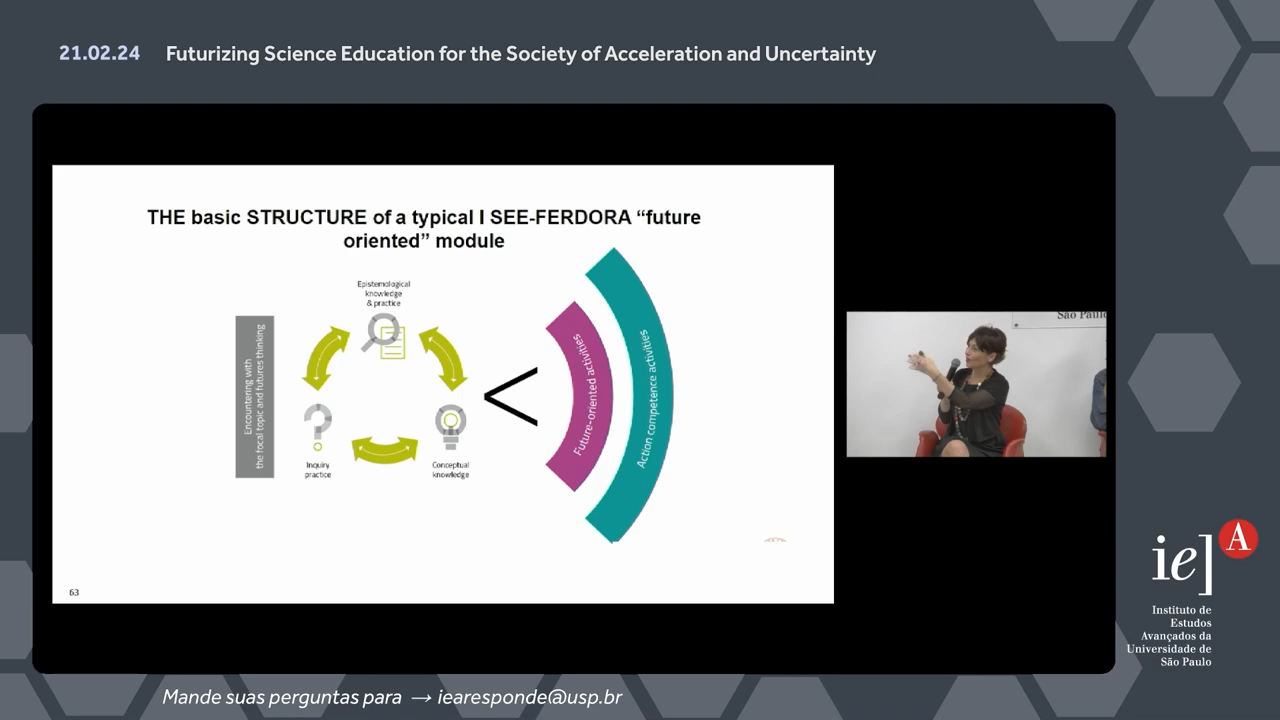 21.02.24 Futurizing Science Education for the Society of Acceleration and Uncertainty
THE basic STRUCTURE of a typical I SEE-FERDORA “future
oriented” module
Epistemological
knowledge
& practice
Encountering with
the focal topic and futures thinking
Inquiry
practice
Conceptual
knowledge
<
Future-oriented activities
Action competence activities
63
São Paulo
ie] A
Instituto de
Estudos
Avançados da
Universidade de
São Paulo
Mande suas perguntas para → iearesponde@usp.br